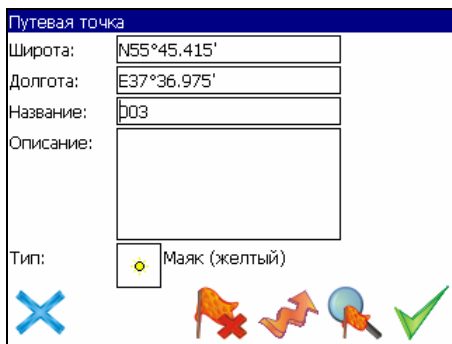 Путевая точка
Широта: N55°45.415'
Долгота: E37°36.975'
Название: 003
Описание:
Тип: Маяк (желтый)